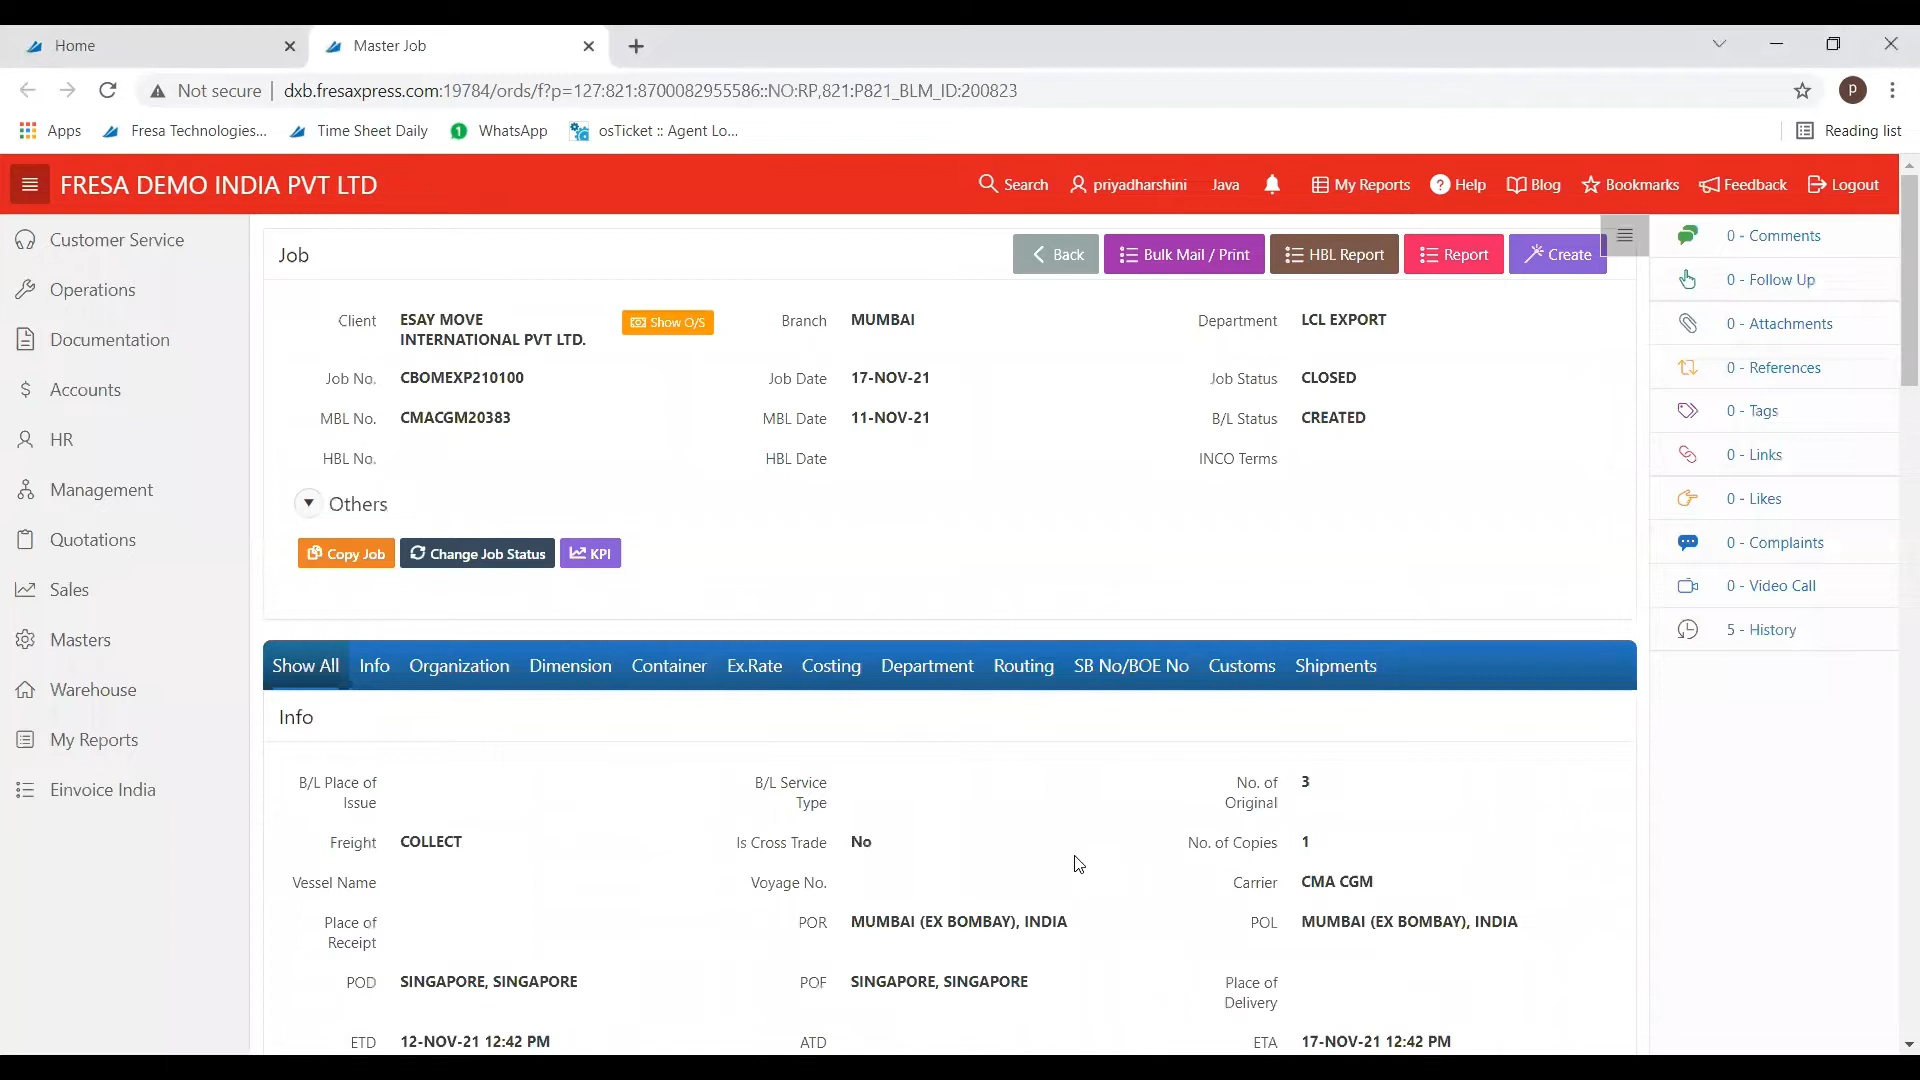 Home
Master Job
Not secure
dxb.fresaxpress.com:19784/ords/f?p=127:821:8700082955586::NO:RP,821:P821_BLM_ID:200823
p
Apps
Fresa Technologies...
Time Sheet Daily
1
WhatsApp
osTicket :: Agent Lo...
Reading list
FRESA DEMO INDIA PVT LTD
Search
priyadharshini
Java
My Reports
Help
Blog
Bookmarks
Feedback
Logout
Customer Service
Operations
Documentation
Accounts
HR
Management
Quotations
Sales
Masters
Warehouse
My Reports
Einvoice India
Job
Back
Bulk Mail / Print
HBL Report
Report
Create
Client ESAY MOVE
INTERNATIONAL PVT LTD.
Show O/S
Branch MUMBAI
Department LCL EXPORT
Job No. CBOMEXP210100
Job Date 17-NOV-21
Job Status CLOSED
MBL No. CMACGM20383
MBL Date 11-NOV-21
B/L Status CREATED
HBL No.
HBL Date
INCO Terms
Others
Copy Job
Change Job Status
KPI
Show All
Info
Organization
Dimension
Container
Ex.Rate
Costing
Department
Routing
SB No/BOE No
Customs
Shipments
Info
B/L Place of
Issue
B/L Service
Type
No. of
Original
3
Freight COLLECT
Is Cross Trade No
No. of Copies 1
Vessel Name
Voyage No.
Carrier CMA CGM
Place of
Receipt
POR MUMBAI (EX BOMBAY), INDIA
POL MUMBAI (EX BOMBAY), INDIA
POD SINGAPORE, SINGAPORE
POF SINGAPORE, SINGAPORE
Place of
Delivery
ETD 12-NOV-21 12:42 PM
ATD
ETA 17-NOV-21 12:42 PM
0 - Comments
0 - Follow Up
0 - Attachments
0 - References
0 - Tags
0 - Links
0 - Likes
0 - Complaints
0 - Video Call
5 - History